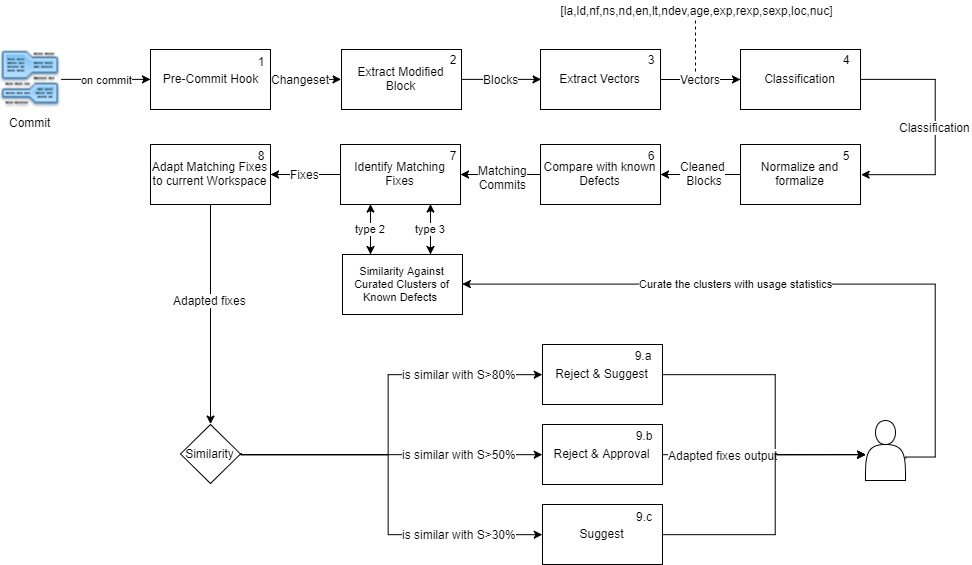 [la,ld,nf,ns,nd,en,lt,ndev,age,exp,rexp,sexp,loc,nuc]
Commit
on commit
1
Pre-Commit Hook
Changeset
2
Extract Modified
Block
Blocks
3
Extract Vectors
Vectors
4
Classification
Classification
5
Normalize and
formalize
Cleaned
Blocks
6
Compare with known
Defects
Matching
Commits
7
Identify Matching
Fixes
Fixes
8
Adapt Matching Fixes
to current Workspace
type 2
type 3
Similarity Against
Curated Clusters of
Known Defects
Curate the clusters with usage statistics
Adapted fixes
Similarity
is similar with S>80%
9.a
Reject & Suggest
is similar with S>50%
9.b
Reject & Approval
Adapted fixes output
is similar with S>30%
9.c
Suggest